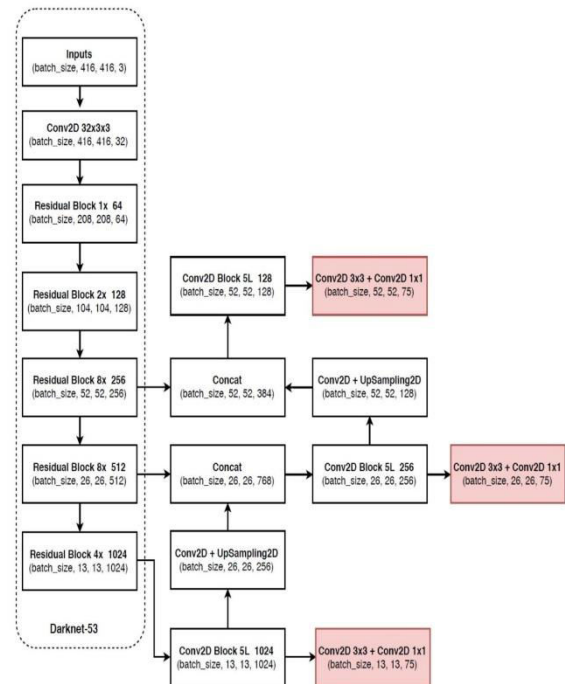 Inputs
(batch_size, 416, 416, 3)
Conv2D 32x3x3
(batch_size, 416, 416, 32)
Residual Block 1x 64
(batch_size, 208, 208, 64)
Residual Block 2x 128
(batch_size, 104, 104, 128)
Conv2D Block 5L 128
(batch_size, 52, 52, 128)
Conv2D 3x3 + Conv2D 1x1
(batch_size, 52, 52, 75)
Residual Block 8x 256
(batch_size, 52, 52, 256)
Concat
(batch_size, 52, 52, 384)
Conv2D + UpSampling2D
(batch_size, 52, 52, 128)
Residual Block 8x 512
(batch_size, 26, 26, 512)
Concat
(batch_size, 26, 26, 768)
Conv2D Block 5L 256
(batch_size, 26, 26, 256)
Conv2D 3x3 + Conv2D 1x1
(batch_size, 26, 26, 75)
Residual Block 4x 1024
(batch_size, 13, 13, 1024)
Conv2D + UpSampling2D
(batch_size, 26, 26, 256)
Darknet-53
Conv2D Block 5L 1024
(batch_size, 13, 13, 1024)
Conv2D 3x3 + Conv2D 1x1
(batch_size, 13, 13, 75)